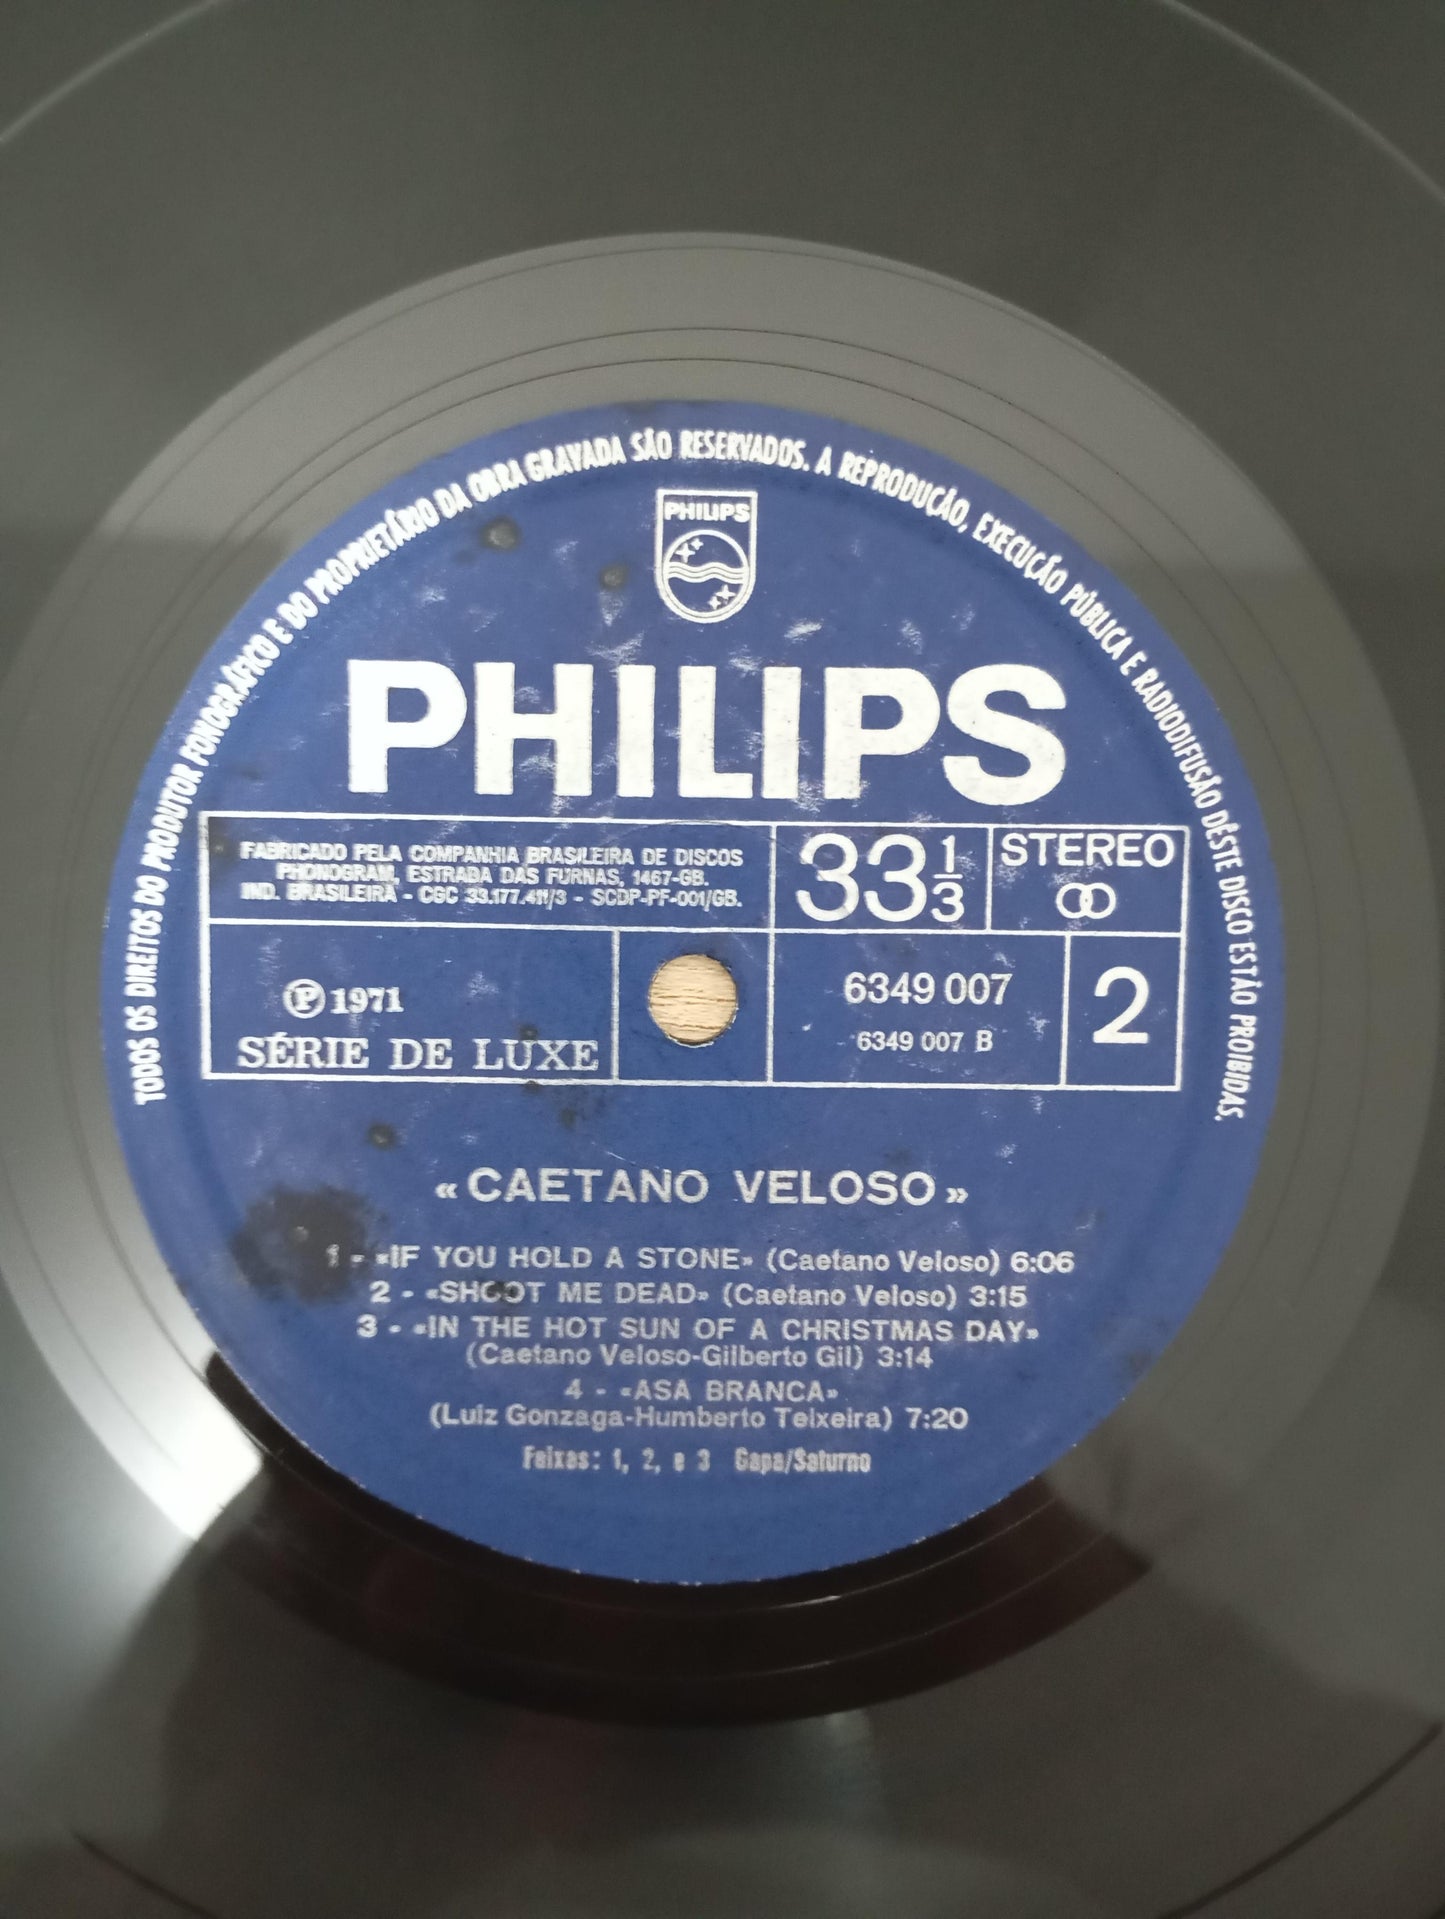 TODOS OS DIREITOS DO PRODUTOR FONOGRÁFICO E DO PROPRIETÁRIO DA OBRA GRAVADA SÃO RESERVADOS. A REPRODUÇÃO, EXECUÇÃO PÚBLICA E RADIODIFUSÃO DÊSTE DISCO ESTÃO PROIBIDAS.
PHILIPS
PHILIPS
FABRICADO PELA COMPANHIA BRASILEIRA DE DISCOS
PHONOGRAM, ESTRADA DAS FURNAS, 1467-GB.
IND. BRASILEIRA - CGC 33.177.411/3 - SCDP-PF-001/GB.
33 1/3
STEREO
Ⓟ 1971
SÉRIE DE LUXE
6349 007
6349 007 B
2
«CAETANO VELOSO»
1 - «IF YOU HOLD A STONE» (Caetano Veloso) 6:06
2 - «SHOOT ME DEAD» (Caetano Veloso) 3:15
3 - «IN THE HOT SUN OF A CHRISTMAS DAY»
(Caetano Veloso-Gilberto Gil) 3:14
4 - «ASA BRANCA»
(Luiz Gonzaga-Humberto Teixeira) 7:20
Faixas: 1, 2, e 3 Gapa/Saturno